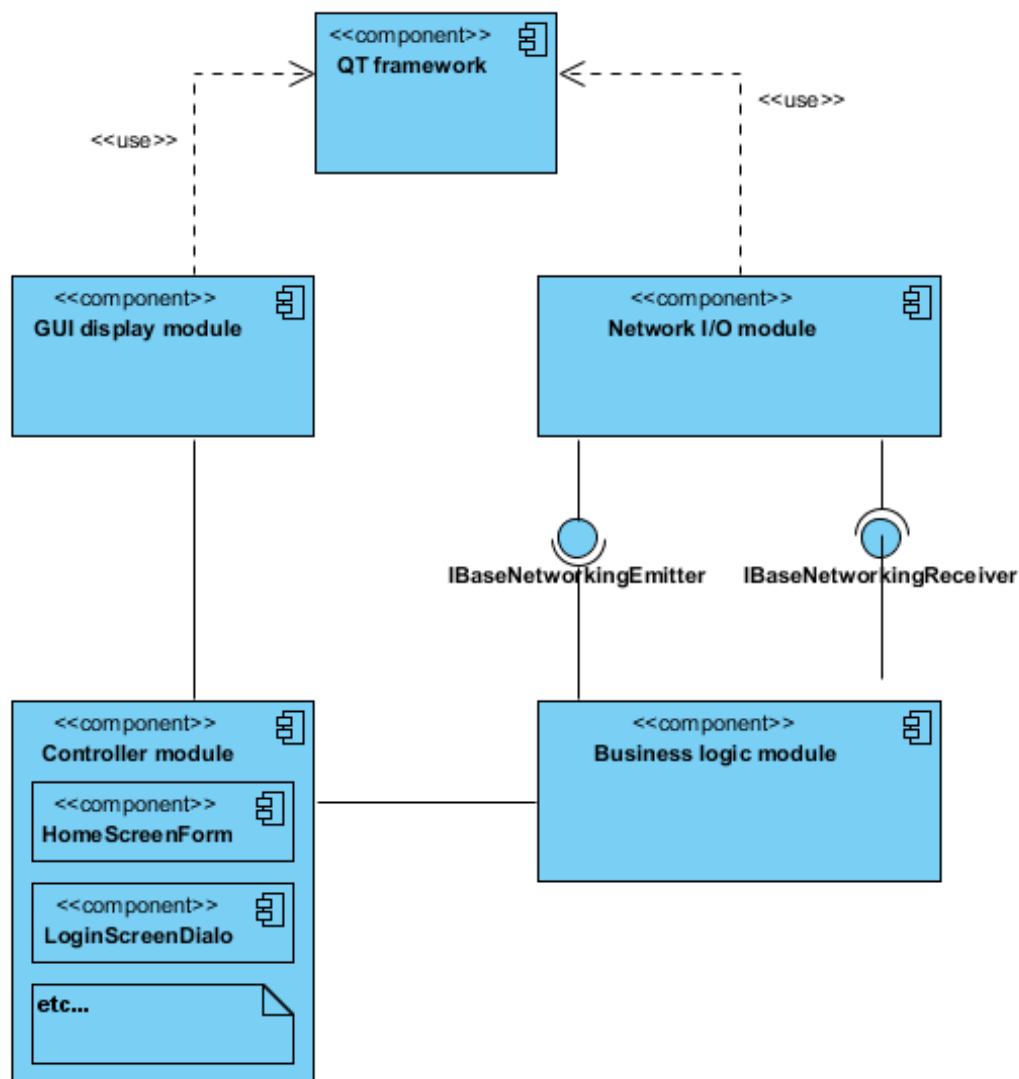 <<component>>
QT framework
<<use>>
<<use>>
<<component>>
GUI display module
<<component>>
Network I/O module
IBaseNetworkingEmitter
IBaseNetworkingReceiver
<<component>>
Controller module
<<component>>
HomeScreenForm
<<component>>
LoginScreenDialo
etc...
<<component>>
Business logic module